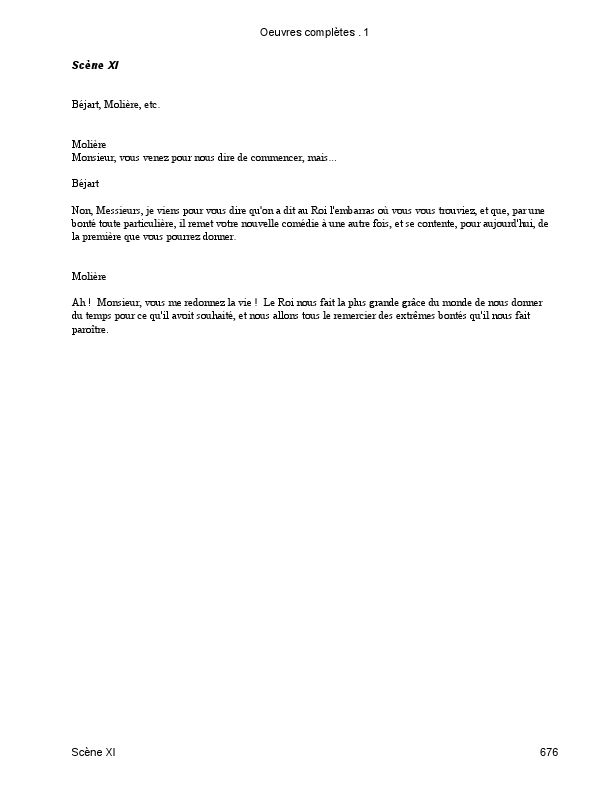 Oeuvres complètes . 1
Scène XI
Béjart, Molière, etc.
Molière
Monsieur, vous venez pour nous dire de commencer, mais...
Béjart
Non, Messieurs, je viens pour vous dire qu'on a dit au Roi l'embarras où vous vous trouviez, et que, par une
bonté toute particulière, il remet votre nouvelle comédie à une autre fois, et se contente, pour aujourd'hui, de
la première que vous pourrez donner.
Molière
Ah ! Monsieur, vous me redonnez la vie ! Le Roi nous fait la plus grande grâce du monde de nous donner
du temps pour ce qu'il avoit souhaité, et nous allons tous le remercier des extrêmes bontés qu'il nous fait
paroître.
Scène XI 676